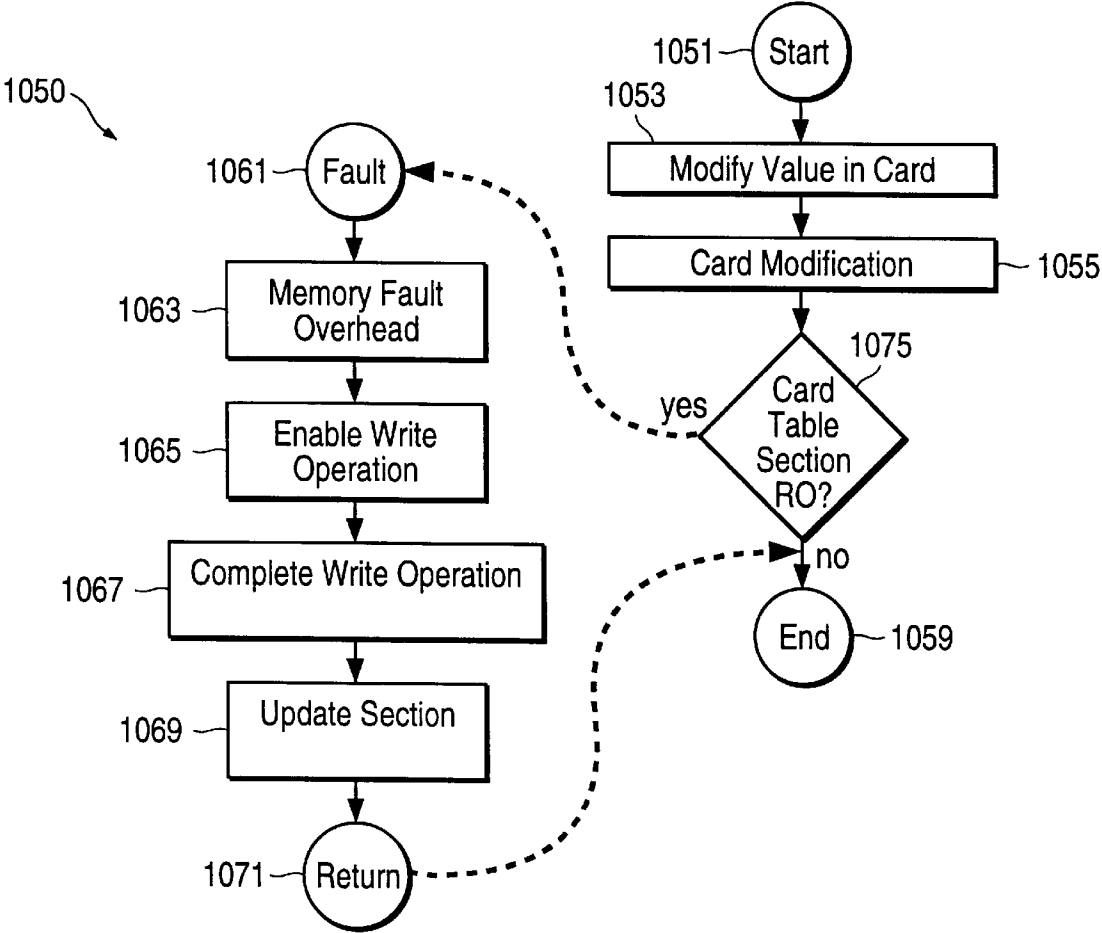 1050
1051
Start
1053
Modify Value in Card
Card Modification
1055
1075
Card
Table
Section
RO?
yes
no
End
1059
1061
Fault
1063
Memory Fault
Overhead
1065
Enable Write
Operation
1067
Complete Write Operation
1069
Update Section
1071
Return